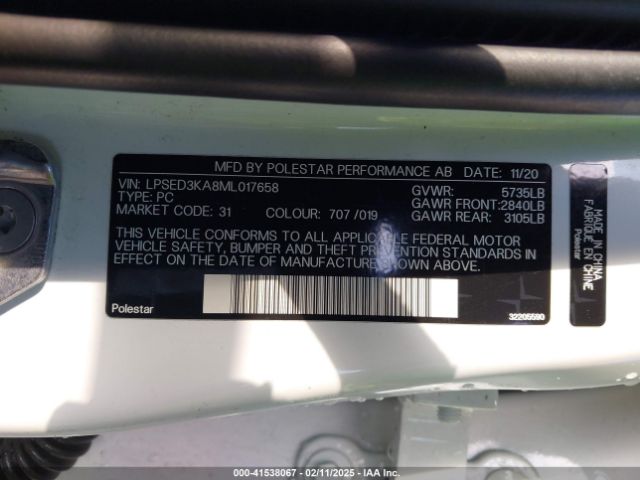 MFD BY POLESTAR PERFORMANCE AB DATE: 11/20
VIN: LPSED3KA8ML017658
TYPE: PC
MARKET CODE: 31 COLOUR: 707 /019
GVWR: 5735LB
GAWR FRONT: 2840LB
GAWR REAR: 3105LB
THIS VEHICLE CONFORMS TO ALL APPLICABLE FEDERAL MOTOR
VEHICLE SAFETY, BUMPER AND THEFT PREVENTION STANDARDS IN
EFFECT ON THE DATE OF MANUFACTURE SHOWN ABOVE.
Polestar
32205590
MADE IN CHINA
FABRIQUE EN CHINE
Polestar
000-41538067 - 02/11/2025 - IAA Inc.